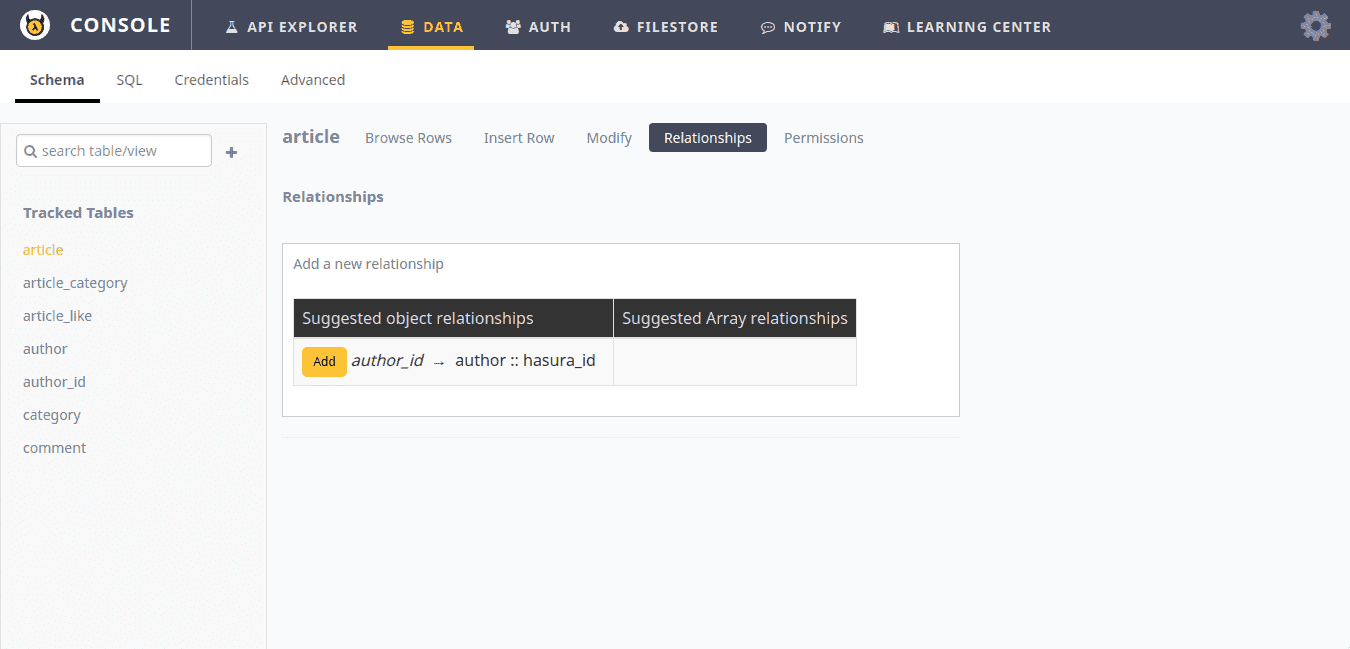 CONSOLE API EXPLORER DATA AUTH FILESTORE NOTIFY LEARNING CENTER
Schema SQL Credentials Advanced
search table/view
Tracked Tables
article
article_category
article_like
author
author_id
category
comment
article Browse Rows Insert Row Modify Relationships Permissions
Relationships
Add a new relationship
Suggested object relationships Suggested Array relationships
Add author_id → author :: hasura_id